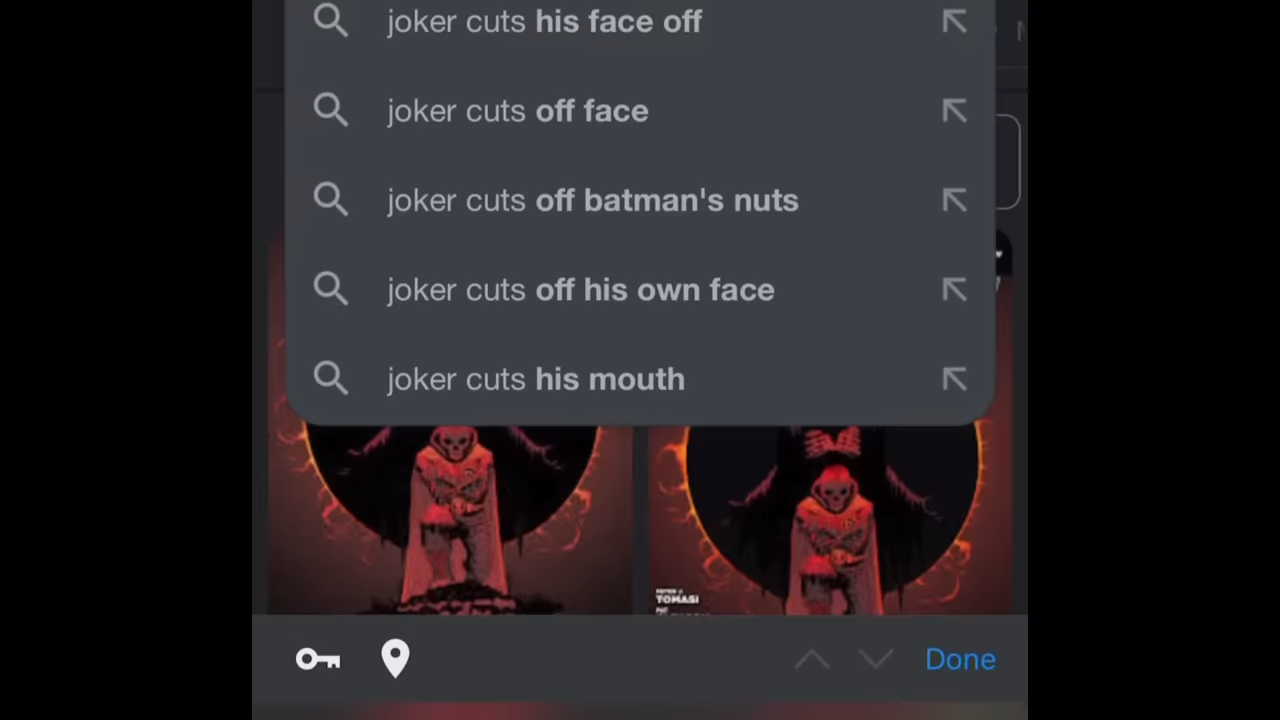 joker cuts his face off
joker cuts off face
joker cuts off batman's nuts
joker cuts off his own face
joker cuts his mouth
TOMASI
Done